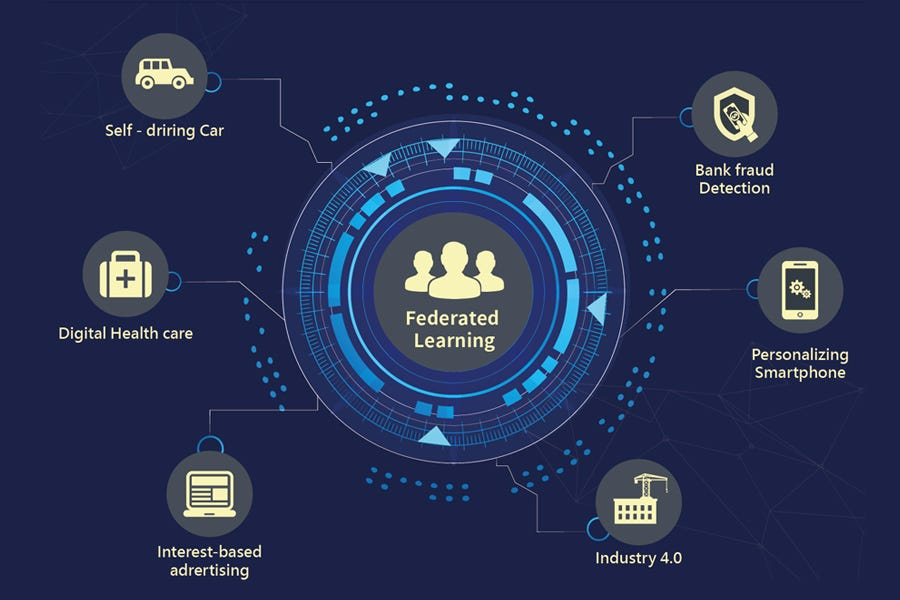 Self - driring Car
Bank fraud
Detection
Federated
Learning
Digital Health care
Personalizing
Smartphone
Interest-based
adrertising
Industry 4.0